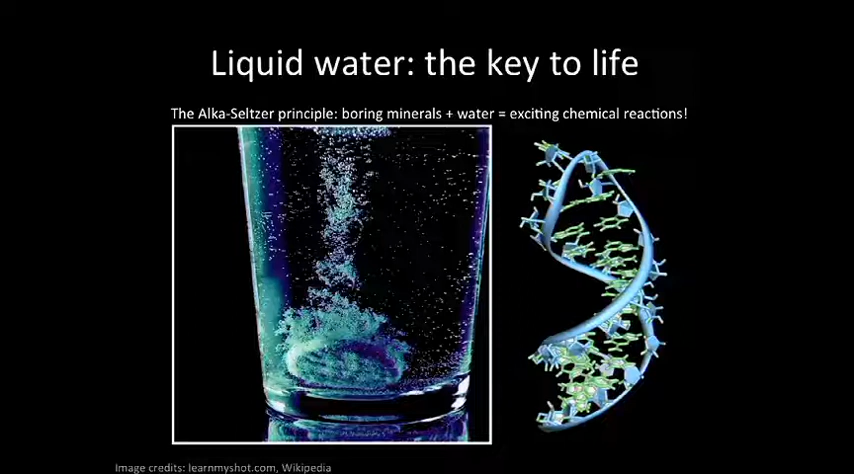 Liquid water: the key to life
The Alka-Seltzer principle: boring minerals + water = exciting chemical reactions!
Image credits: learnmyshot.com, Wikipedia